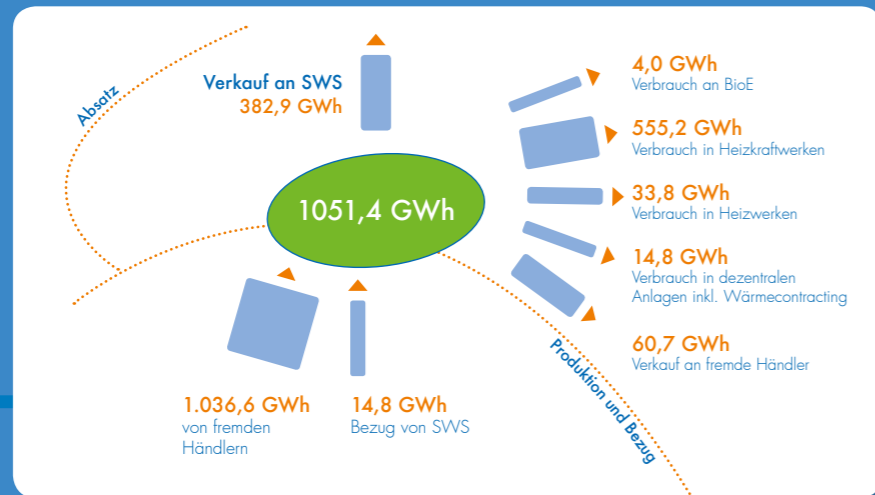 Absatz
Verkauf an SWS
382,9 GWh
1051,4 GWh
4,0 GWh
Verbrauch an BioE
555,2 GWh
Verbrauch in Heizkraftwerken
33,8 GWh
Verbrauch in Heizwerken
14,8 GWh
Verbrauch in dezentralen
Anlagen inkl. Wärmecontracting
60,7 GWh
Verkauf an fremde Händler
Produktion und Bezug
1.036,6 GWh
von fremden
Händlern
14,8 GWh
Bezug von SWS